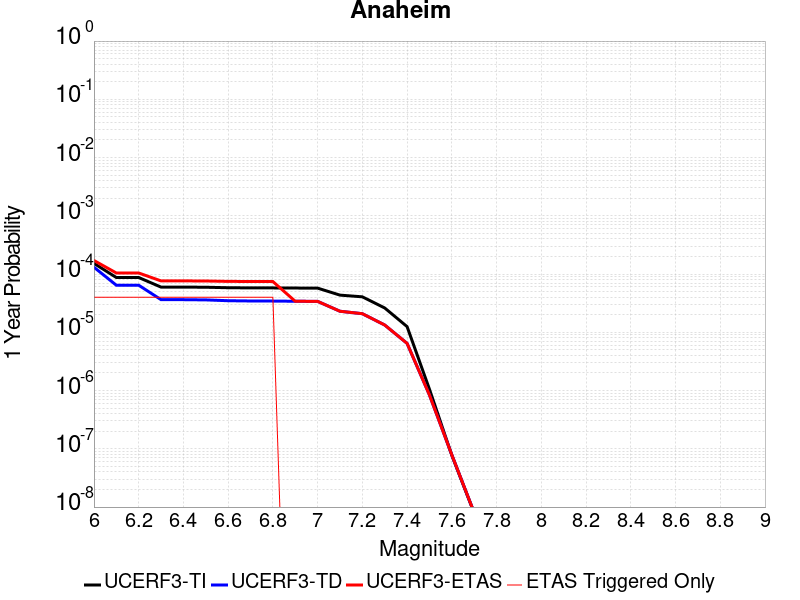 Anaheim
10 0
10 -1
10 -2
10 -3
10 -4
10 -5
10 -6
10 -7
10 -8
1 Year Probability
6 6.2 6.4 6.6 6.8 7 7.2 7.4 7.6 7.8 8 8.2 8.4 8.6 8.8 9
Magnitude
UCERF3-TI UCERF3-TD UCERF3-ETAS ETAS Triggered Only